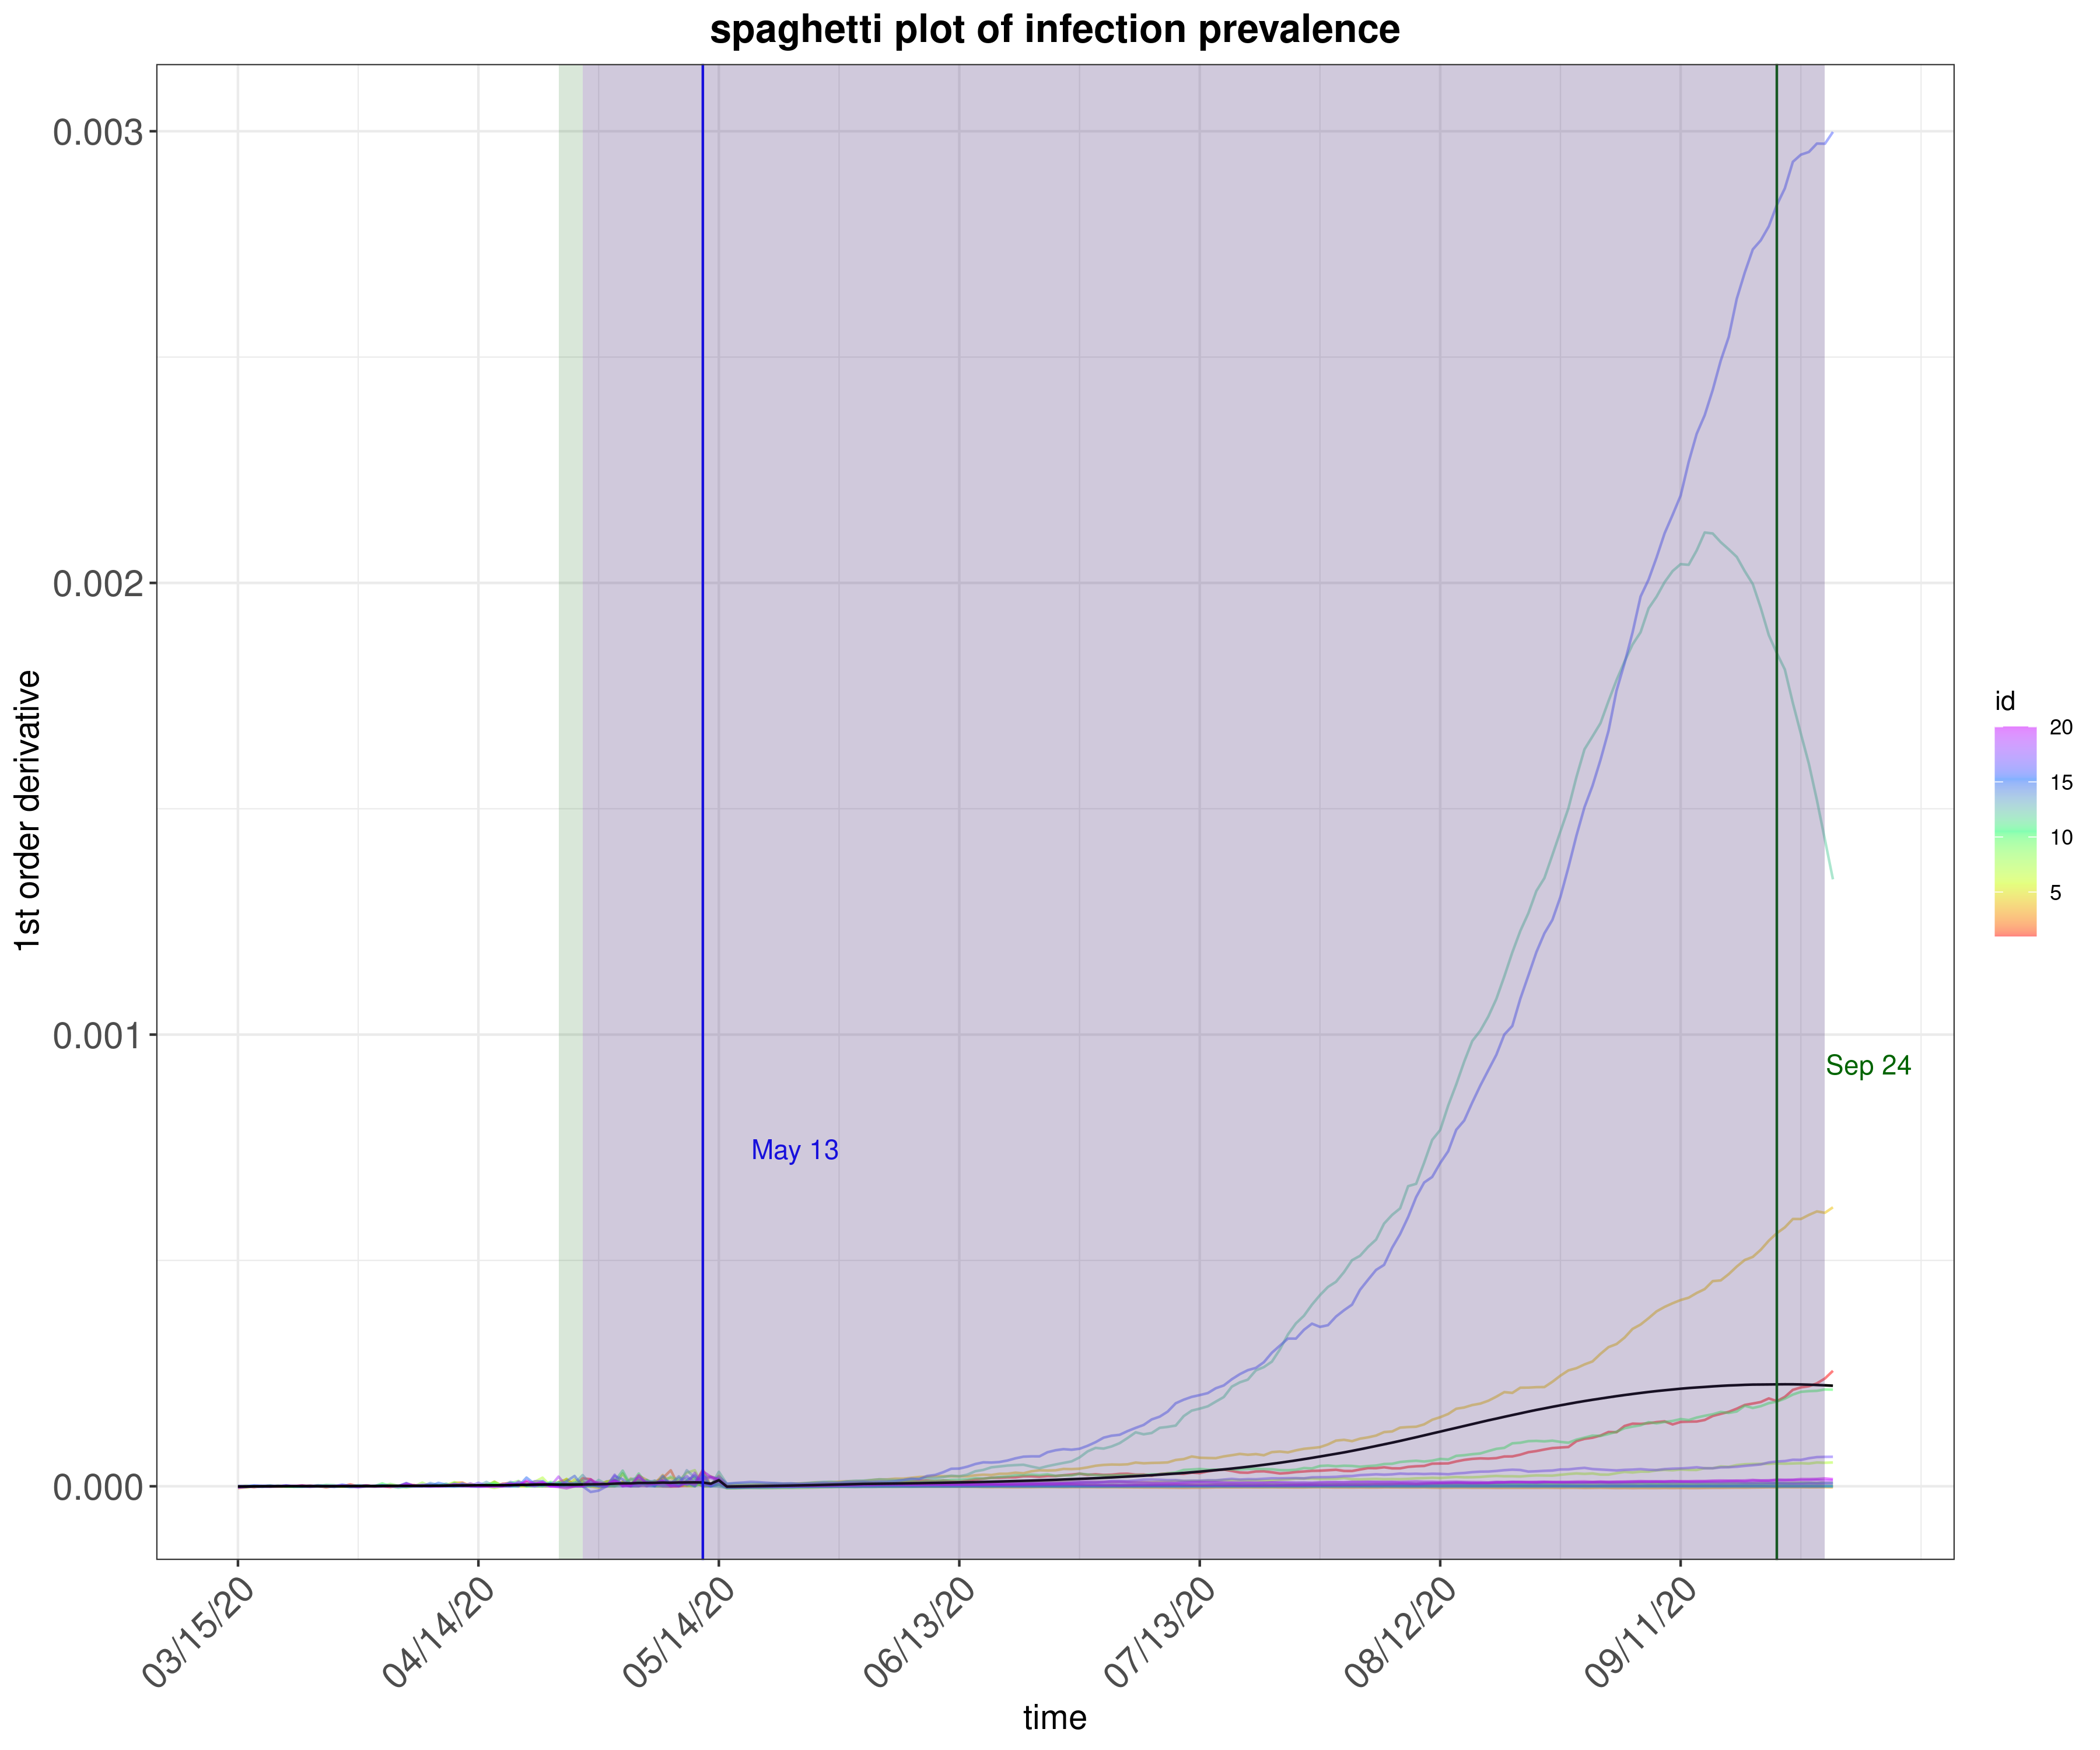 spaghetti plot of infection prevalence
1st order derivative
0.003
0.002
0.001
0.000
May 13
Sep 24
03/15/20
04/14/20
05/14/20
06/13/20
07/13/20
08/12/20
09/11/20
time
id
20
15
10
5